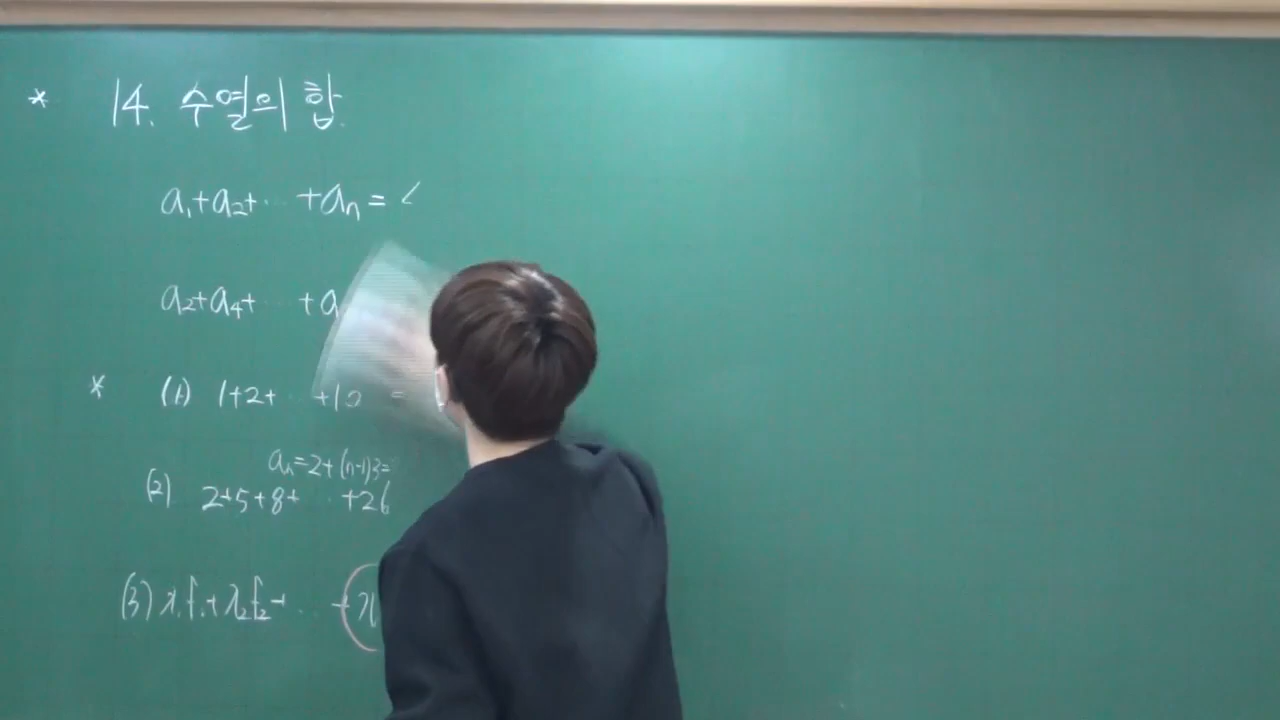 * 14. 수열의 합.
a₁+a₂+ ⋯ +aₙ =
a₂+a₄+ ⋯ +a
* (1) 1+2+ ⋯ +10 =
aₙ=2+(n-1)3=
(2) 2+5+8+ ⋯ +26
(3) x₁f₁+x₂f₂+ ⋯ +x